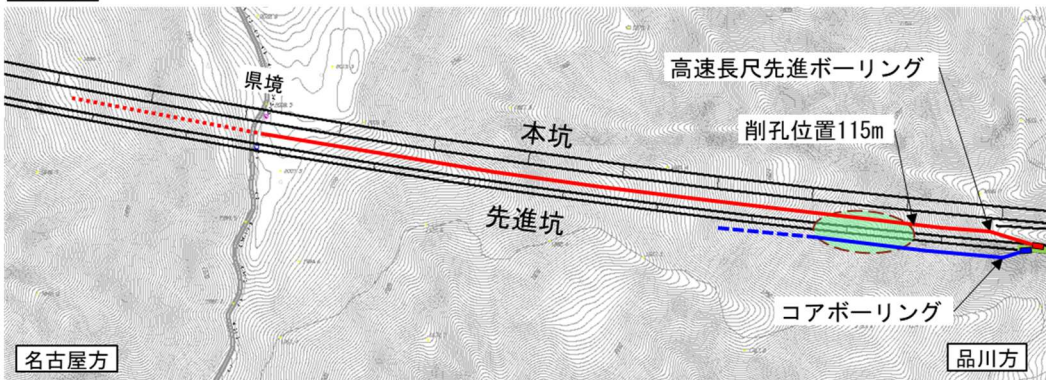 県境
高速長尺先進ボーリング
本坑
削孔位置115m
先進坑
コアボーリング
名古屋方
品川方